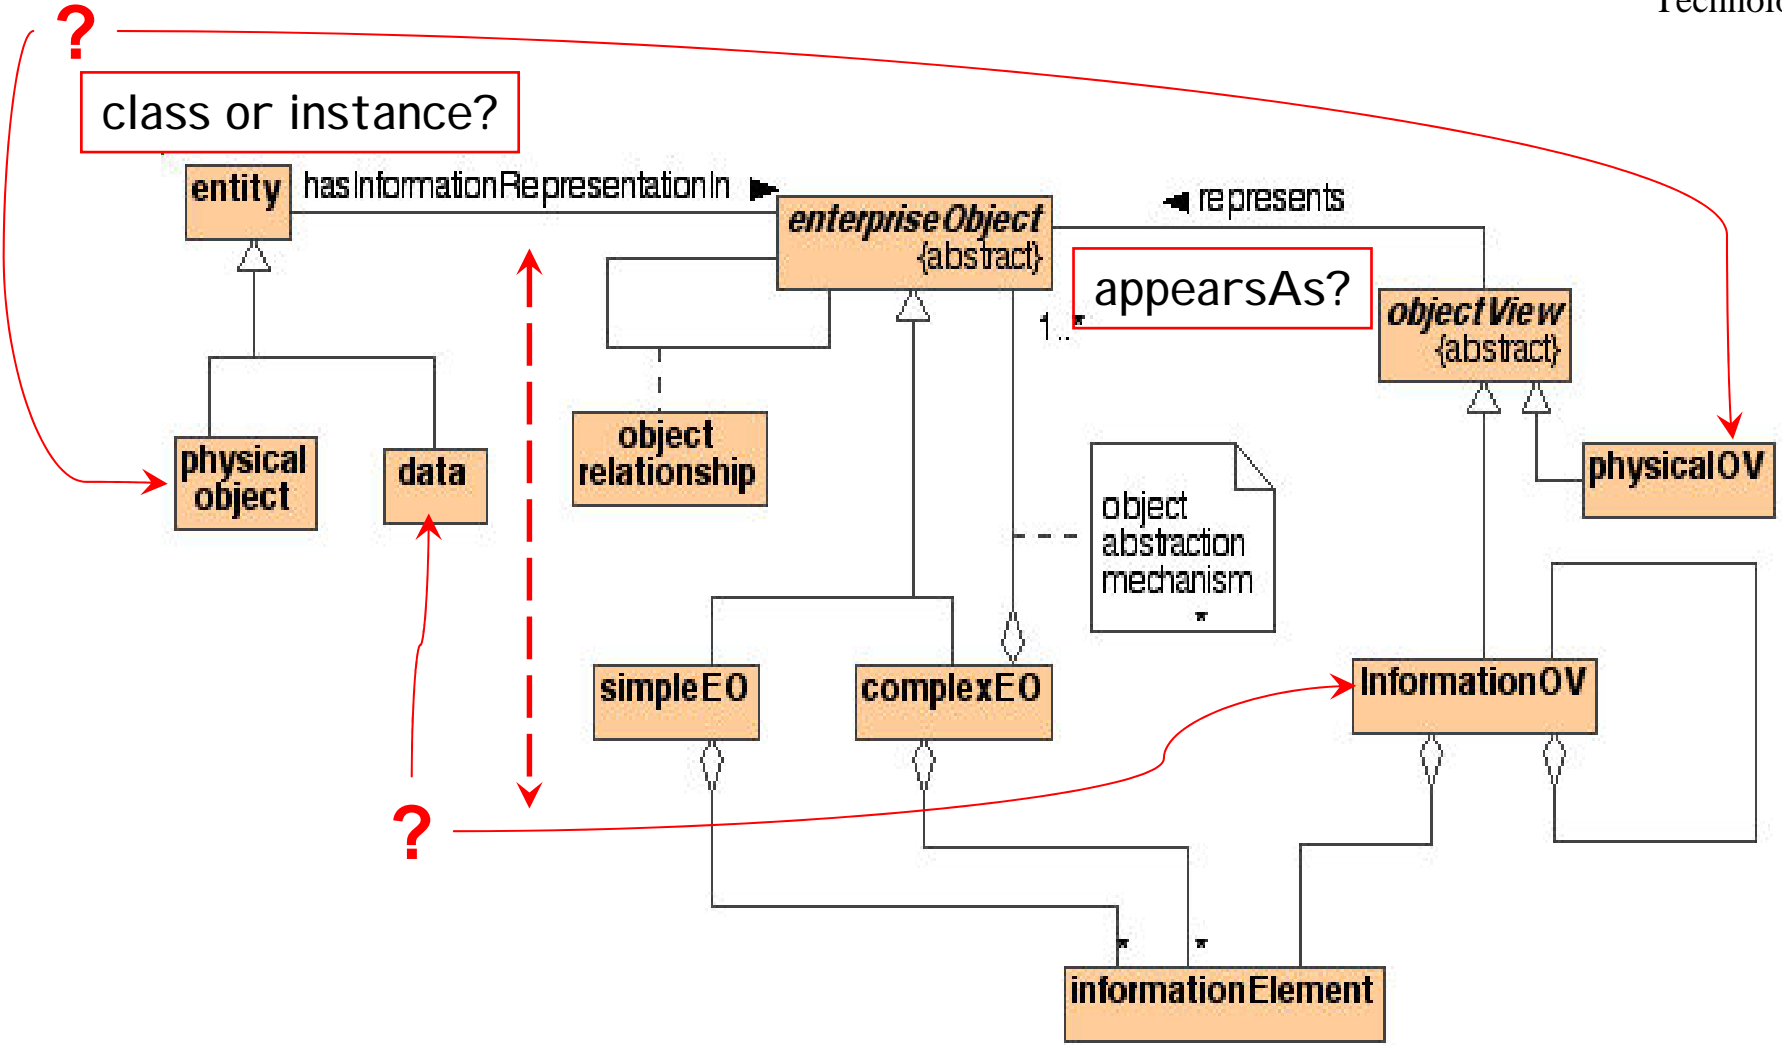 ?
class or instance?
entity
hasInformationRepresentationIn
enterpriseObject
{abstract}
represents
appearsAs?
1..*
objectView
{abstract}
physical
object
data
object
relationship
object
abstraction
mechanism
*
physicalOV
simpleEO
complexEO
InformationOV
?
*
*
informationElement